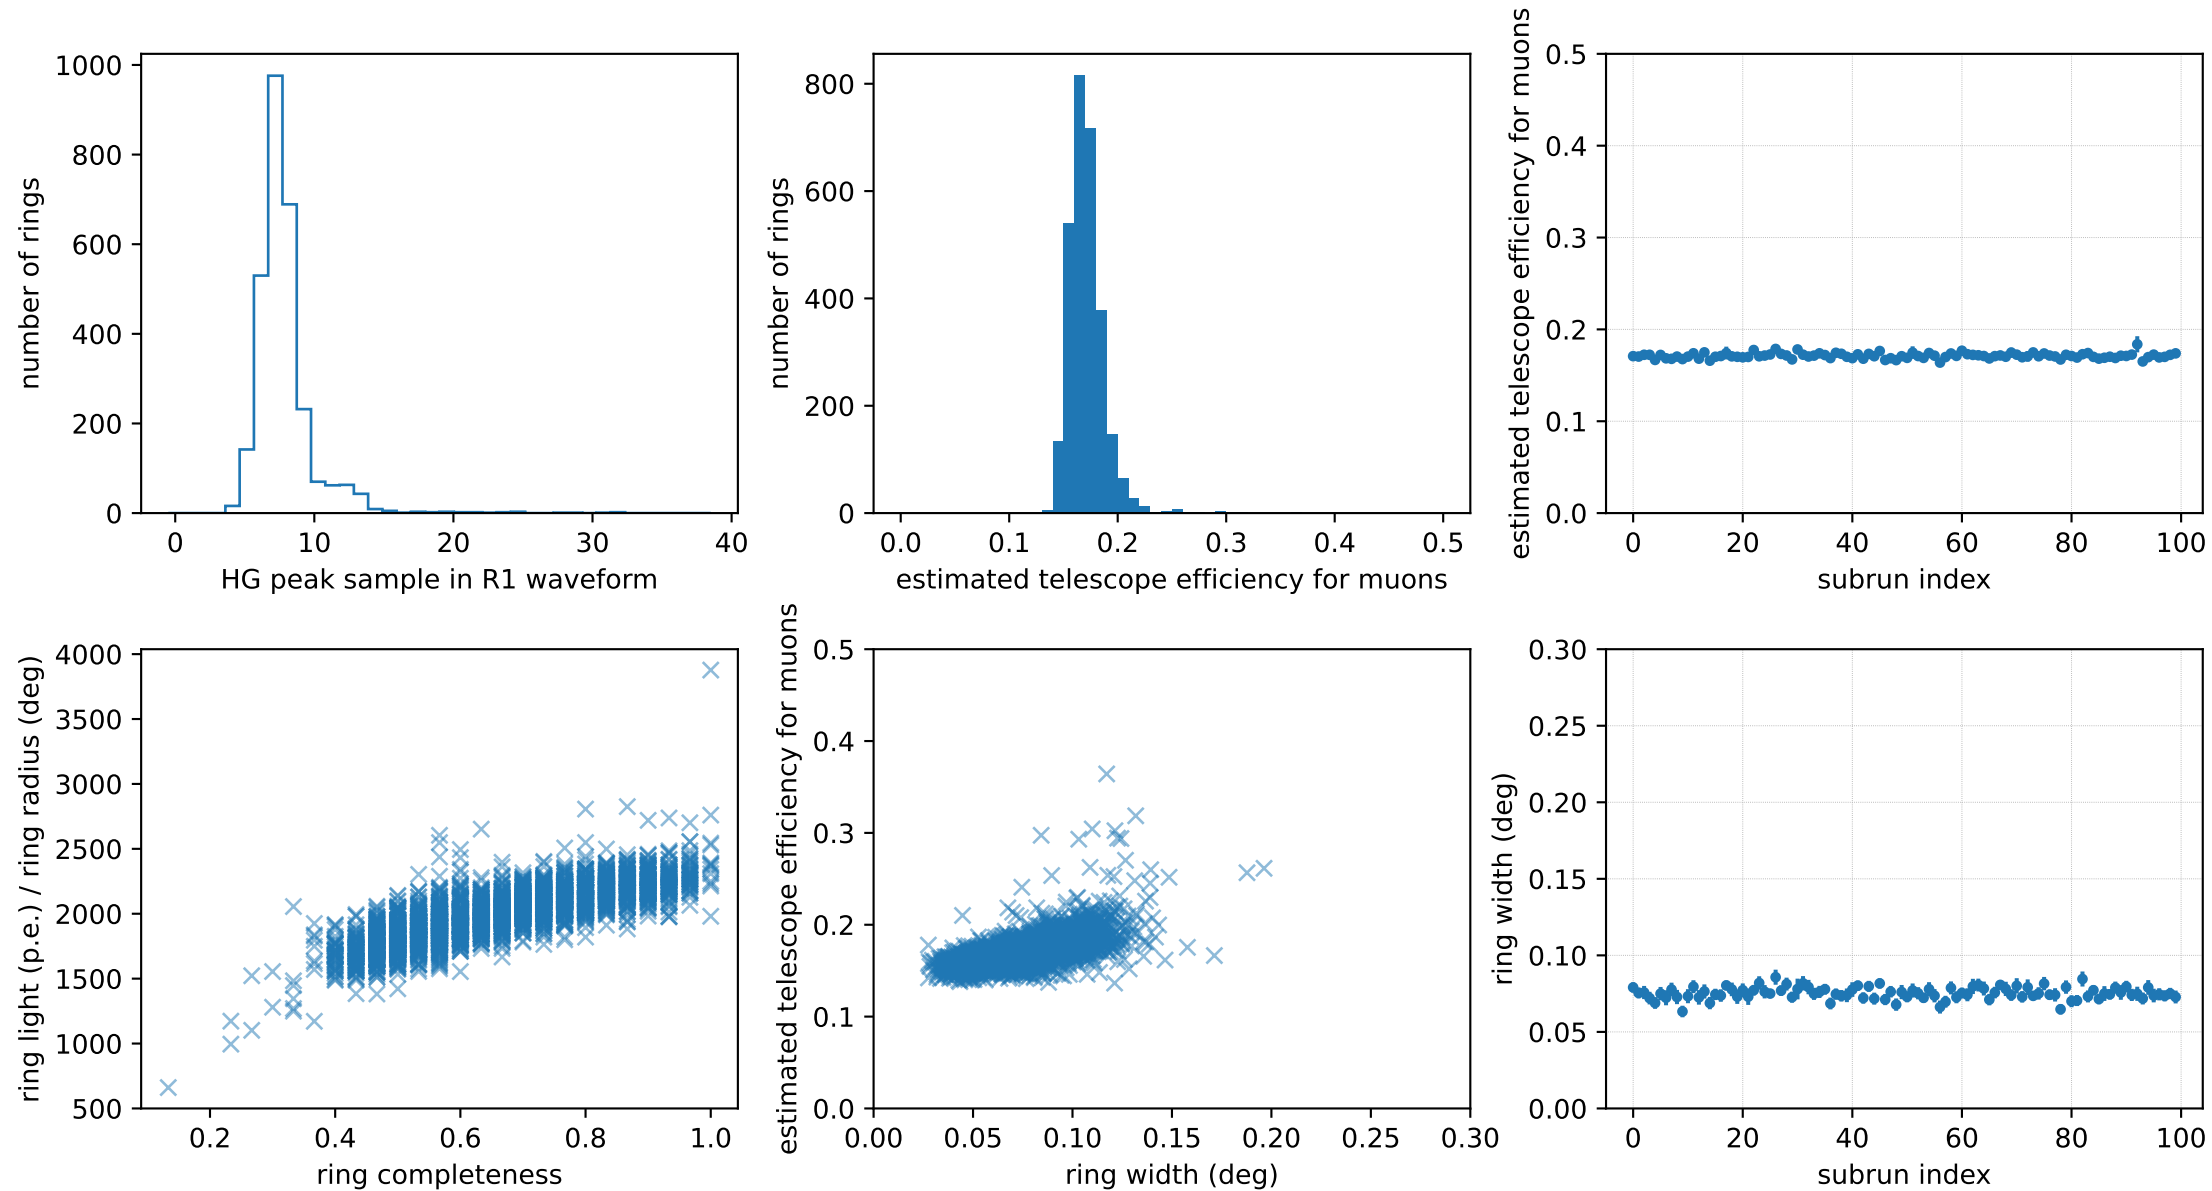 number of rings
1000
800
600
400
200
0
0 10 20 30 40
HG peak sample in R1 waveform
number of rings
800
600
400
200
0
0.0 0.1 0.2 0.3 0.4 0.5
estimated telescope efficiency for muons
estimated telescope efficiency for muons
0.5
0.4
0.3
0.2
0.1
0.0
0 20 40 60 80 100
subrun index
ring light (p.e.) / ring radius (deg)
4000
3500
3000
2500
2000
1500
1000
500
0.2 0.4 0.6 0.8 1.0
ring completeness
estimated telescope efficiency for muons
0.5
0.4
0.3
0.2
0.1
0.0
0.00 0.05 0.10 0.15 0.20 0.25 0.30
ring width (deg)
ring width (deg)
0.30
0.25
0.20
0.15
0.10
0.05
0.00
0 20 40 60 80 100
subrun index